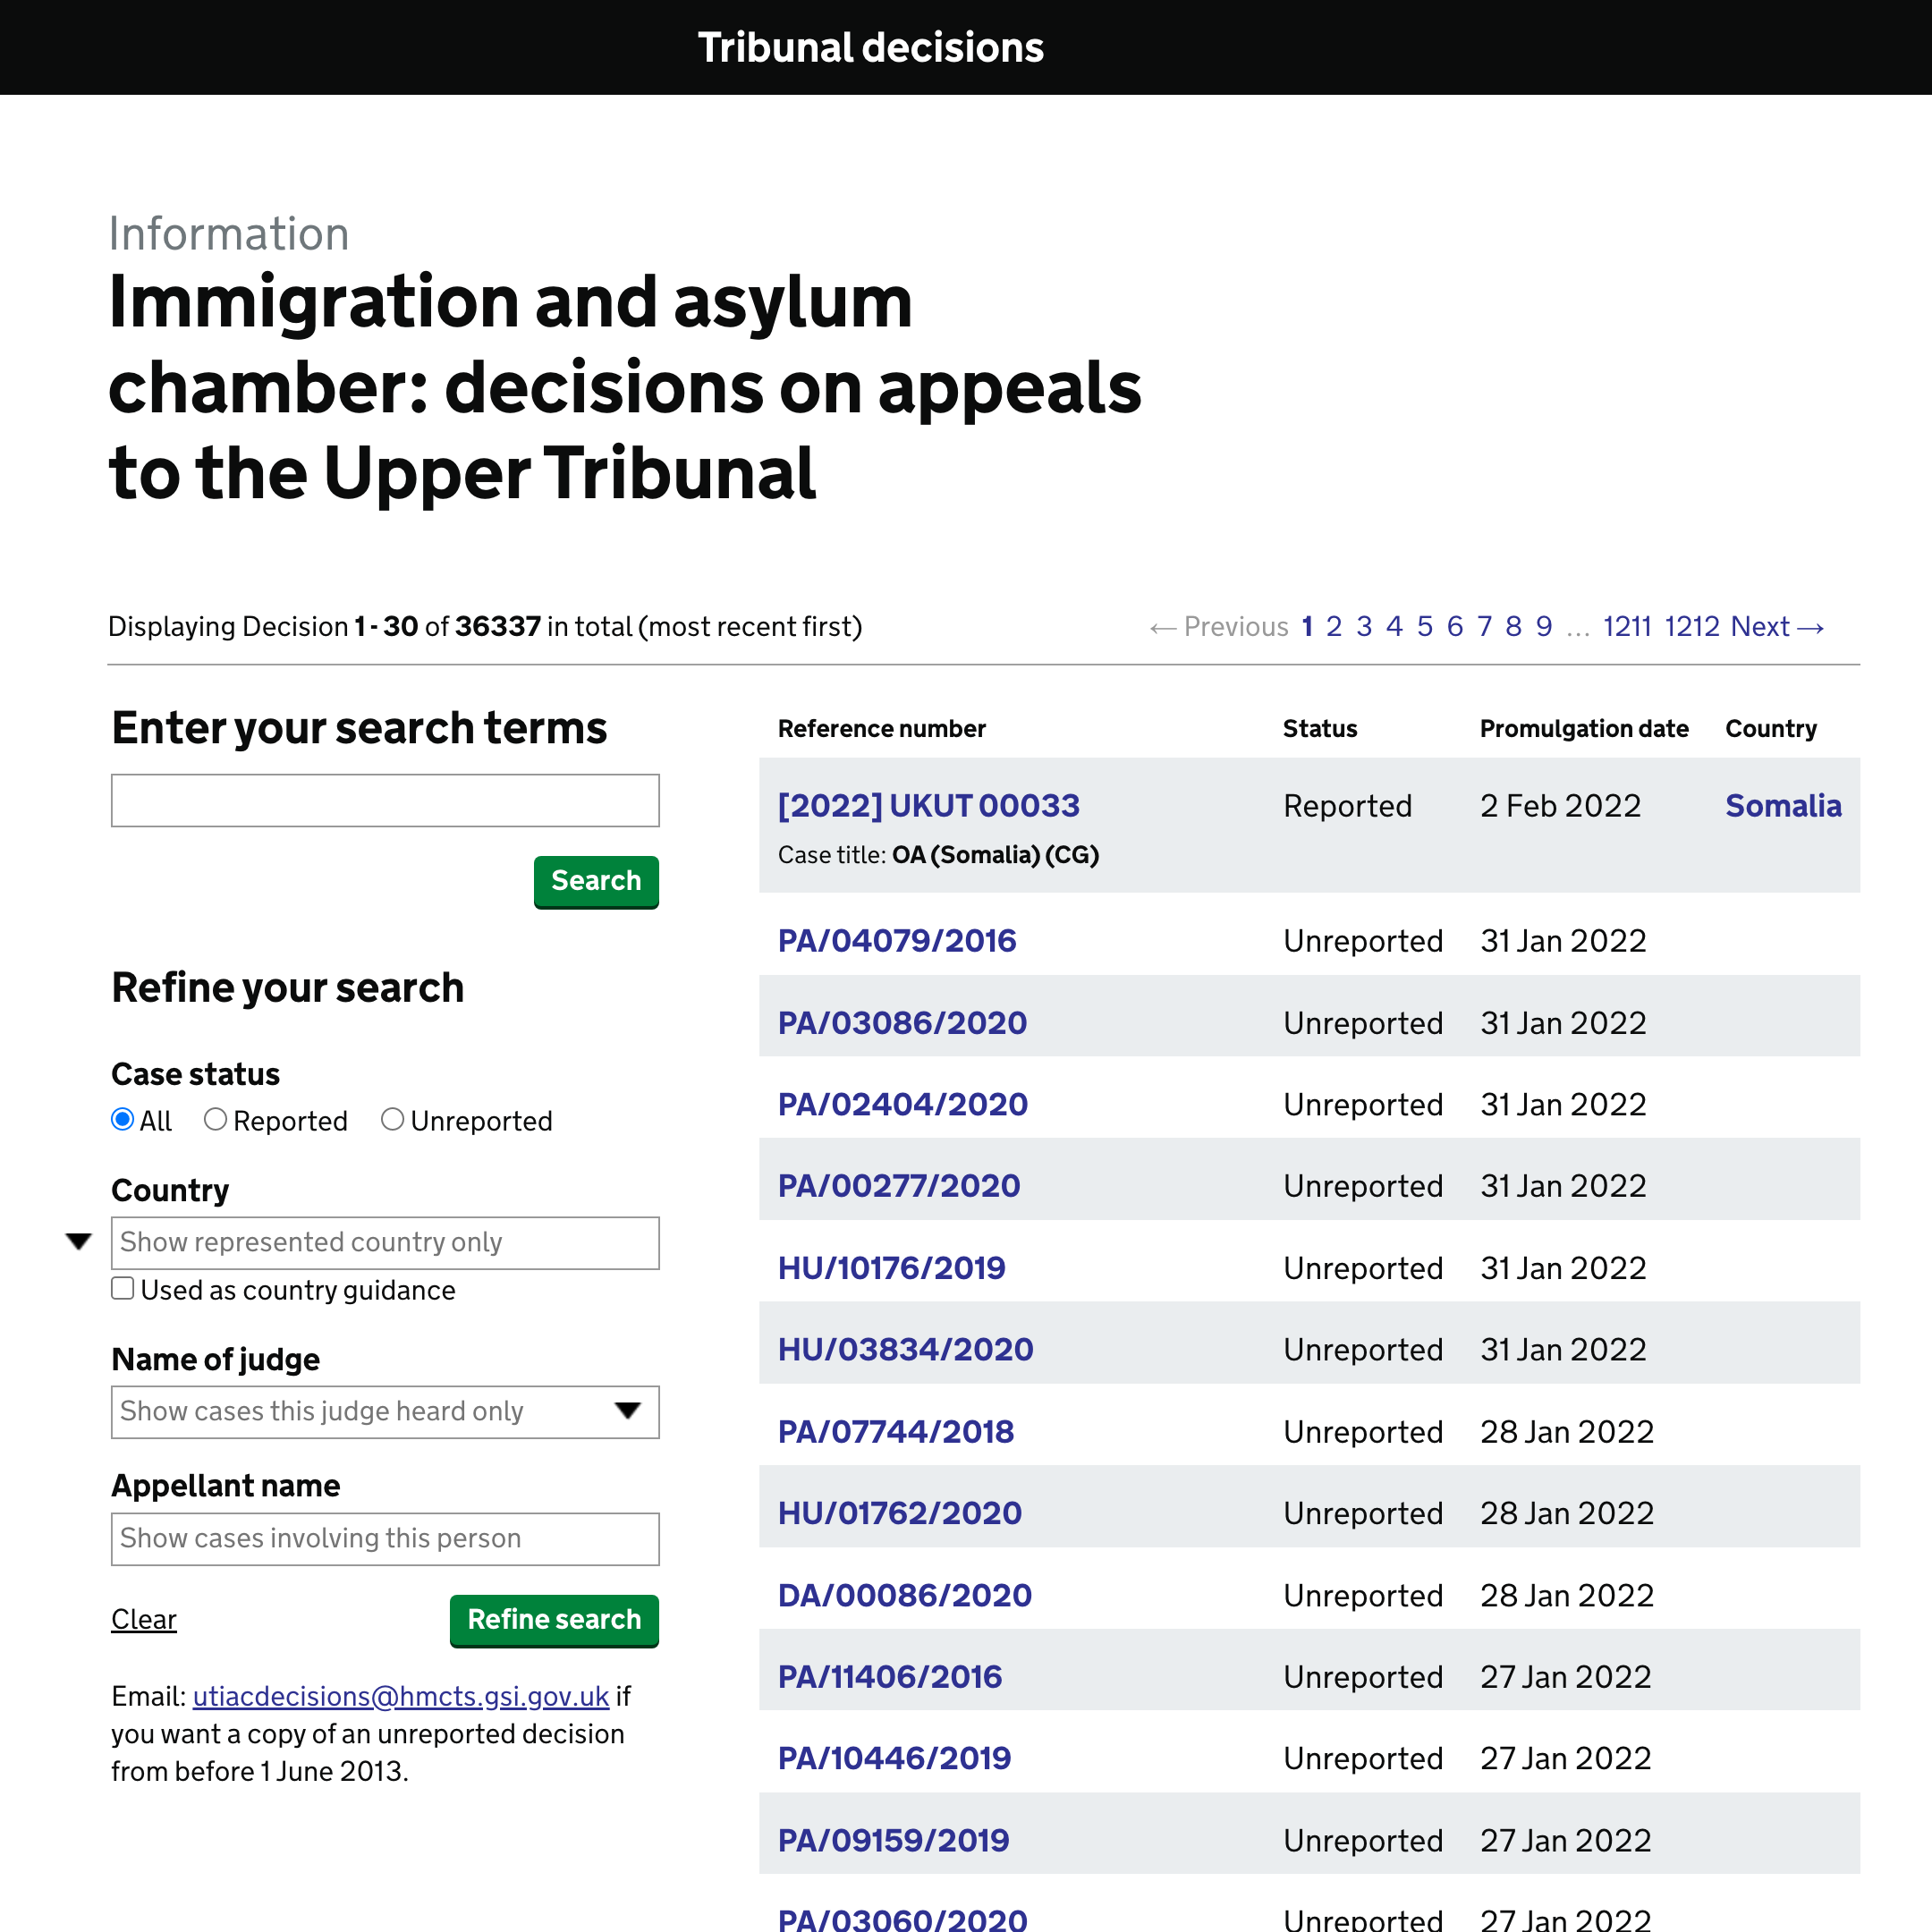 Tribunal decisions
Information
Immigration and asylum
chamber: decisions on appeals
to the Upper Tribunal
Displaying Decision 1 - 30 of 36337 in total (most recent first)
← Previous 1 2 3 4 5 6 7 8 9 … 1211 1212 Next →
Enter your search terms
Search
Refine your search
Case status
All Reported Unreported
Country
Show represented country only
Used as country guidance
Name of judge
Show cases this judge heard only
Appellant name
Show cases involving this person
Clear Refine search
Email: utiacdecisions@hmcts.gsi.gov.uk if
you want a copy of an unreported decision
from before 1 June 2013.
Reference number Status Promulgation date Country
[2022] UKUT 00033 Reported 2 Feb 2022 Somalia
Case title: OA (Somalia) (CG)
PA/04079/2016 Unreported 31 Jan 2022
PA/03086/2020 Unreported 31 Jan 2022
PA/02404/2020 Unreported 31 Jan 2022
PA/00277/2020 Unreported 31 Jan 2022
HU/10176/2019 Unreported 31 Jan 2022
HU/03834/2020 Unreported 31 Jan 2022
PA/07744/2018 Unreported 28 Jan 2022
HU/01762/2020 Unreported 28 Jan 2022
DA/00086/2020 Unreported 28 Jan 2022
PA/11406/2016 Unreported 27 Jan 2022
PA/10446/2019 Unreported 27 Jan 2022
PA/09159/2019 Unreported 27 Jan 2022
PA/03060/2020 Unreported 27 Jan 2022